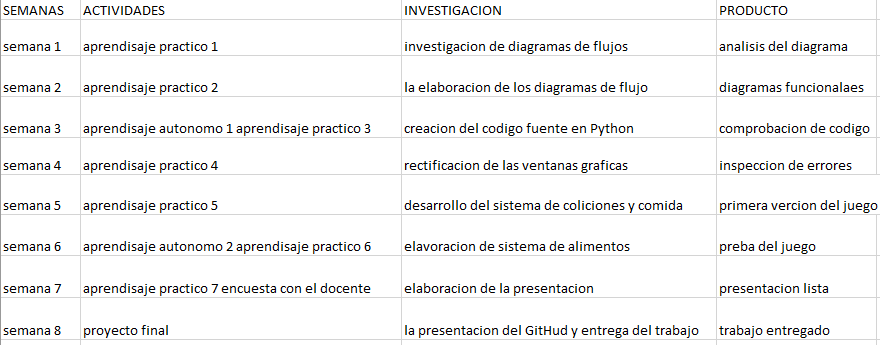 SEMANAS ACTIVIDADES INVESTIGACION PRODUCTO
semana 1 aprendisaje practico 1 investigacion de diagramas de flujos analisis del diagrama
semana 2 aprendisaje practico 2 la elaboracion de los diagramas de flujo diagramas funcionalaes
semana 3 aprendisaje autonomo 1 aprendisaje practico 3 creacion del codigo fuente en Python comprobacion de codigo
semana 4 aprendisaje practico 4 rectificacion de las ventanas graficas inspeccion de errores
semana 5 aprendisaje practico 5 desarrollo del sistema de coliciones y comida primera vercion del juego
semana 6 aprendisaje autonomo 2 aprendisaje practico 6 elavoracion de sistema de alimentos preba del juego
semana 7 aprendisaje practico 7 encuesta con el docente elaboracion de la presentacion presentacion lista
semana 8 proyecto final la presentacion del GitHud y entrega del trabajo trabajo entregado